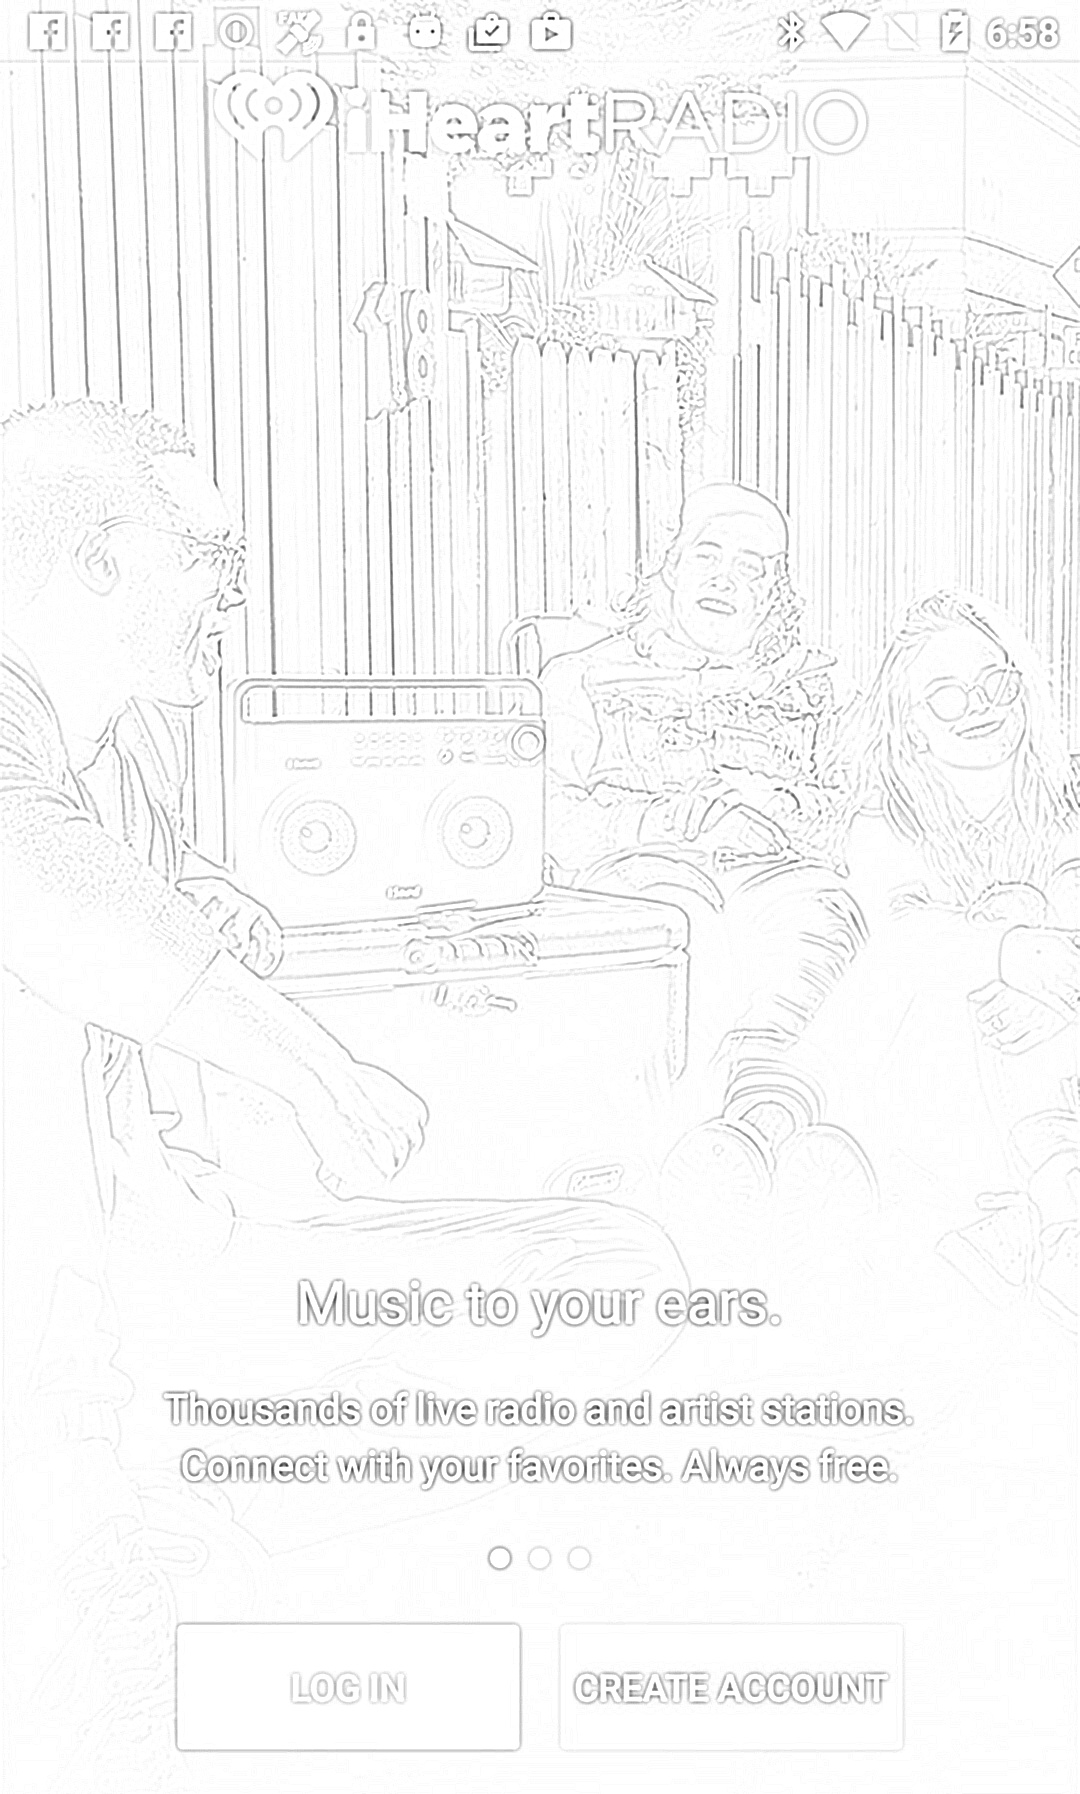 6:58
iHeartRADIO
Music to your ears.
Thousands of live radio and artist stations.
Connect with your favorites. Always free.
LOG IN
CREATE ACCOUNT